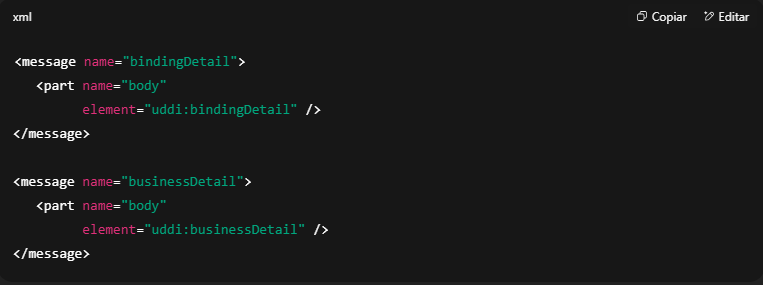 xml
Copiar
Editar
<message name="bindingDetail">
   <part name="body"
         element="uddi:bindingDetail" />
</message>

<message name="businessDetail">
   <part name="body"
         element="uddi:businessDetail" />
</message>